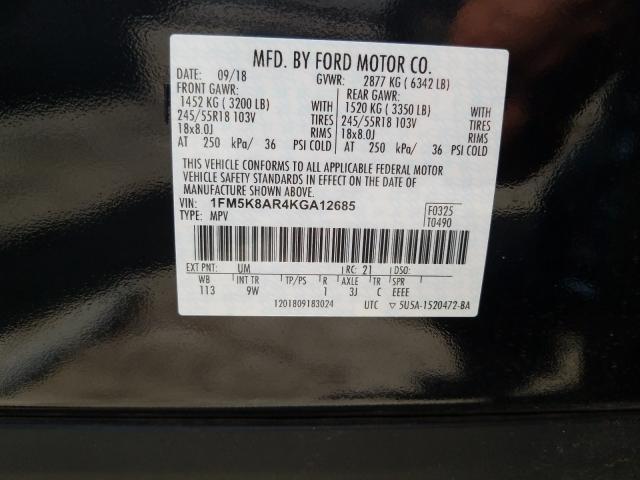 MFD. BY FORD MOTOR CO.
DATE: 09/18 GVWR: 2877 KG ( 6342 LB)
FRONT GAWR: REAR GAWR:
1452 KG ( 3200 LB) WITH 1520 KG ( 3350 LB) WITH
245/55R18 103V TIRES 245/55R18 103V TIRES
18x8.0J RIMS 18x8.0J RIMS
AT 250 kPa/ 36 PSI COLD AT 250 kPa/ 36 PSI COLD
THIS VEHICLE CONFORMS TO ALL APPLICABLE FEDERAL MOTOR
VEHICLE SAFETY STANDARDS IN EFFECT ON THE DATE OF
MANUFACTURE SHOWN ABOVE.
VIN: 1FM5K8AR4KGA12685 F0325
TYPE: MPV T0490
EXT PNT: UM RC: 21 DSO:
WB INT TR TP/PS R AXLE TR SPR
113 9W 1 3J C EEEE
1201809183024 UTC ▽ 5U5A-1520472-BA